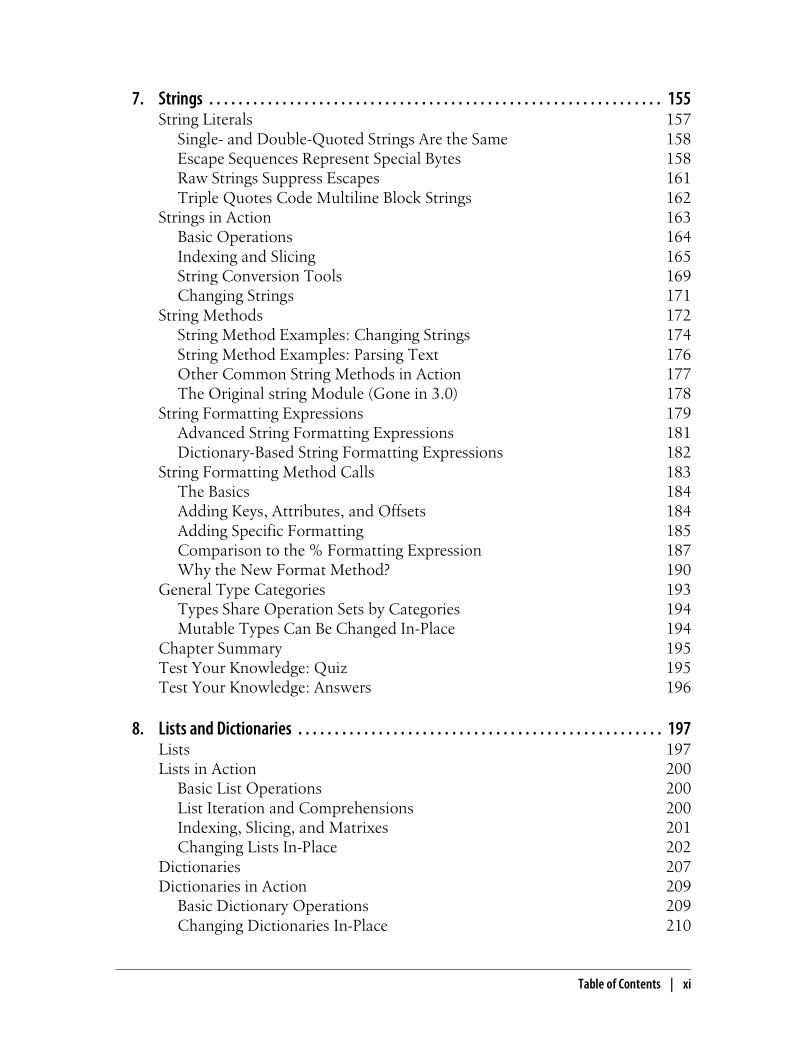 7. Strings . . . . . . . . . . . . . . . . . . . . . . . . . . . . . . . . . . . . . . . . . . . . . . . . . . . . . . . . . . . . . . 155
String Literals 157
Single- and Double-Quoted Strings Are the Same 158
Escape Sequences Represent Special Bytes 158
Raw Strings Suppress Escapes 161
Triple Quotes Code Multiline Block Strings 162
Strings in Action 163
Basic Operations 164
Indexing and Slicing 165
String Conversion Tools 169
Changing Strings 171
String Methods 172
String Method Examples: Changing Strings 174
String Method Examples: Parsing Text 176
Other Common String Methods in Action 177
The Original string Module (Gone in 3.0) 178
String Formatting Expressions 179
Advanced String Formatting Expressions 181
Dictionary-Based String Formatting Expressions 182
String Formatting Method Calls 183
The Basics 184
Adding Keys, Attributes, and Offsets 184
Adding Specific Formatting 185
Comparison to the % Formatting Expression 187
Why the New Format Method? 190
General Type Categories 193
Types Share Operation Sets by Categories 194
Mutable Types Can Be Changed In-Place 194
Chapter Summary 195
Test Your Knowledge: Quiz 195
Test Your Knowledge: Answers 196
8. Lists and Dictionaries . . . . . . . . . . . . . . . . . . . . . . . . . . . . . . . . . . . . . . . . . . . . . . . . . . 197
Lists 197
Lists in Action 200
Basic List Operations 200
List Iteration and Comprehensions 200
Indexing, Slicing, and Matrixes 201
Changing Lists In-Place 202
Dictionaries 207
Dictionaries in Action 209
Basic Dictionary Operations 209
Changing Dictionaries In-Place 210
Table of Contents | xi